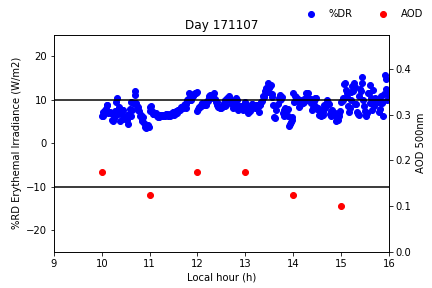 %DR AOD
Day 171107
20
10
0
−10
−20
%RD Erythemal Irradiance (W/m2)
0.4
0.3
0.2
0.1
0.0
AOD 500nm
9 10 11 12 13 14 15 16
Local hour (h)